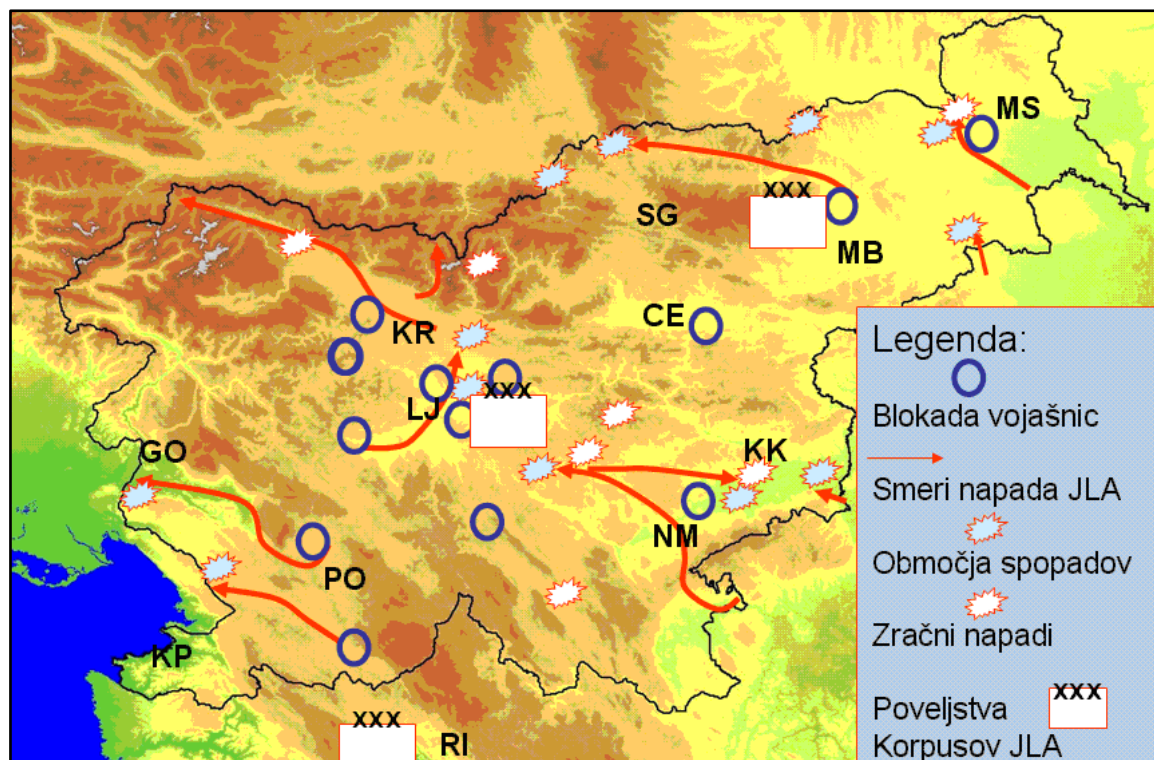 MS
XXX
SG
MB
CE
KR
XXX
LJ
GO
KK
NM
PO
KP
XXX
RI
Legenda:
Blokada vojašnic
Smeri napada JLA
Območja spopadov
Zračni napadi
XXX
Poveljstva
Korpusov JLA